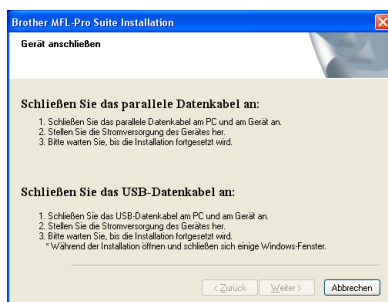 Brother MFL-Pro Suite Installation
Gerät anschließen
Schließen Sie das parallele Datenkabel an:
1. Schließen Sie das parallele Datenkabel am PC und am Gerät an.
2. Stellen Sie die Stromversorgung des Gerätes her.
3. Bitte warten Sie, bis die Installation fortgesetzt wird.
Schließen Sie das USB-Datenkabel an:
1. Schließen Sie das USB-Datenkabel am PC und am Gerät an.
2. Stellen Sie die Stromversorgung des Gerätes her.
3. Bitte warten Sie, bis die Installation fortgesetzt wird.
* Während der Installation öffnen und schließen sich einige Windows-Fenster.
< Zurück Weiter > Abbrechen